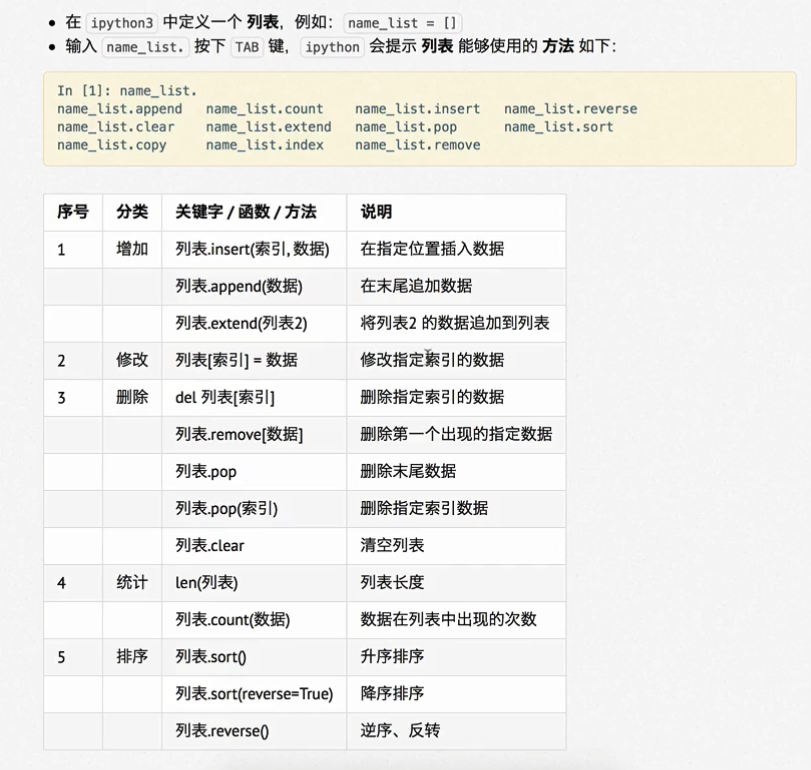 在 ipython3 中定义一个 列表，例如： name_list = []
输入 name_list. 按下 TAB 键， ipython 会提示 列表 能够使用的 方法 如下：
In [1]: name_list.
name_list.append name_list.count name_list.insert name_list.reverse
name_list.clear name_list.extend name_list.pop name_list.sort
name_list.copy name_list.index name_list.remove
序号 分类 关键字 / 函数 / 方法 说明
1 增加 列表.insert(索引, 数据) 在指定位置插入数据
列表.append(数据) 在末尾追加数据
列表.extend(列表2) 将列表2 的数据追加到列表
2 修改 列表[索引] = 数据 修改指定索引的数据
3 删除 del 列表[索引] 删除指定索引的数据
列表.remove[数据] 删除第一个出现的指定数据
列表.pop 删除末尾数据
列表.pop(索引) 删除指定索引数据
列表.clear 清空列表
4 统计 len(列表) 列表长度
列表.count(数据) 数据在列表中出现的次数
5 排序 列表.sort() 升序排序
列表.sort(reverse=True) 降序排序
列表.reverse() 逆序、反转